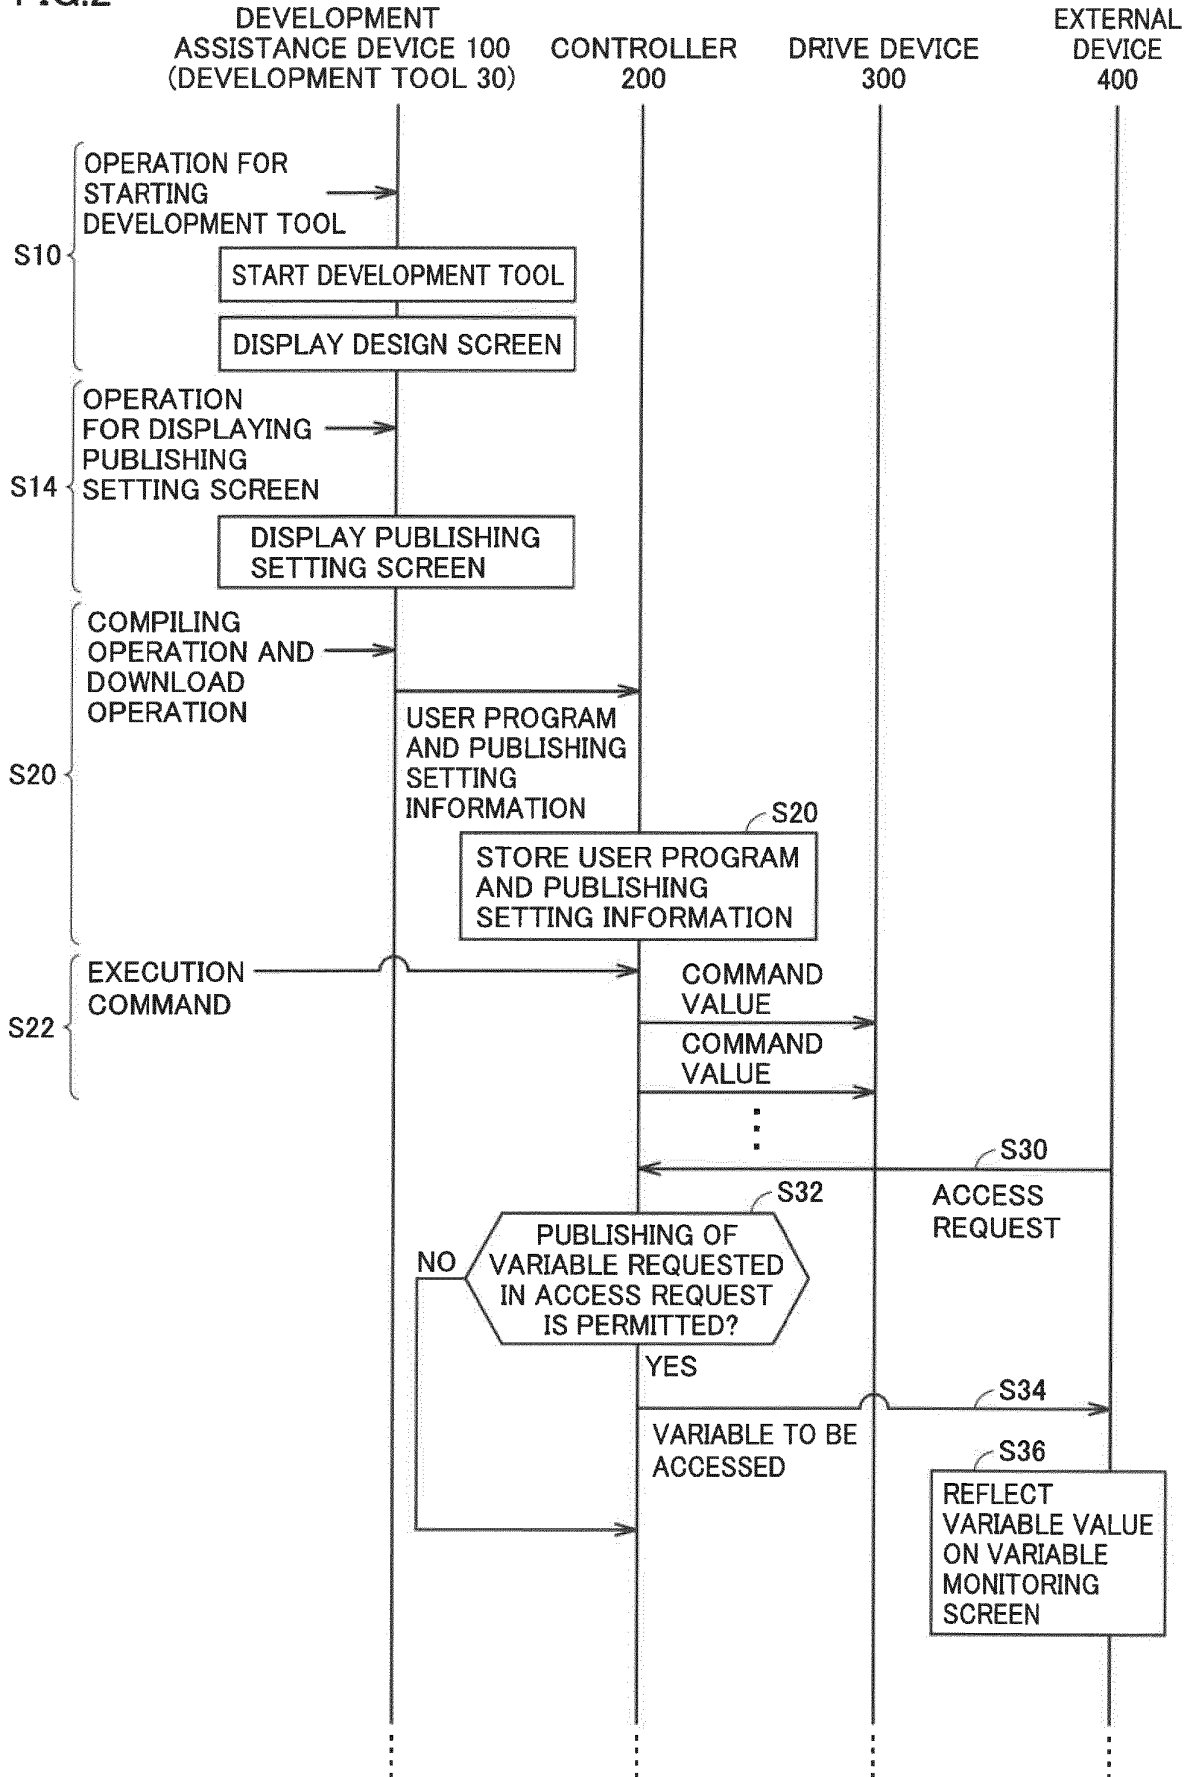 FIG.2
DEVELOPMENT
ASSISTANCE DEVICE 100
(DEVELOPMENT TOOL 30)
CONTROLLER
200
DRIVE DEVICE
300
EXTERNAL
DEVICE
400
S10
OPERATION FOR
STARTING
DEVELOPMENT TOOL
START DEVELOPMENT TOOL
DISPLAY DESIGN SCREEN
S14
OPERATION
FOR DISPLAYING
PUBLISHING
SETTING SCREEN
DISPLAY PUBLISHING
SETTING SCREEN
S20
COMPILING
OPERATION AND
DOWNLOAD
OPERATION
USER PROGRAM
AND PUBLISHING
SETTING
INFORMATION
S20
STORE USER PROGRAM
AND PUBLISHING
SETTING INFORMATION
S22
EXECUTION
COMMAND
COMMAND
VALUE
COMMAND
VALUE
S30
ACCESS
REQUEST
S32
PUBLISHING OF
VARIABLE REQUESTED
IN ACCESS REQUEST
IS PERMITTED?
NO
YES
S34
VARIABLE TO BE
ACCESSED
S36
REFLECT
VARIABLE VALUE
ON VARIABLE
MONITORING
SCREEN